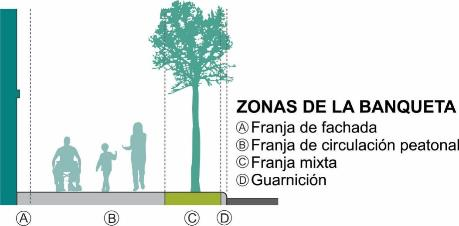 ZONAS DE LA BANQUETA
Ⓐ Franja de fachada
Ⓑ Franja de circulación peatonal
Ⓒ Franja mixta
Ⓓ Guarnición
Ⓐ Ⓑ Ⓒ Ⓓ